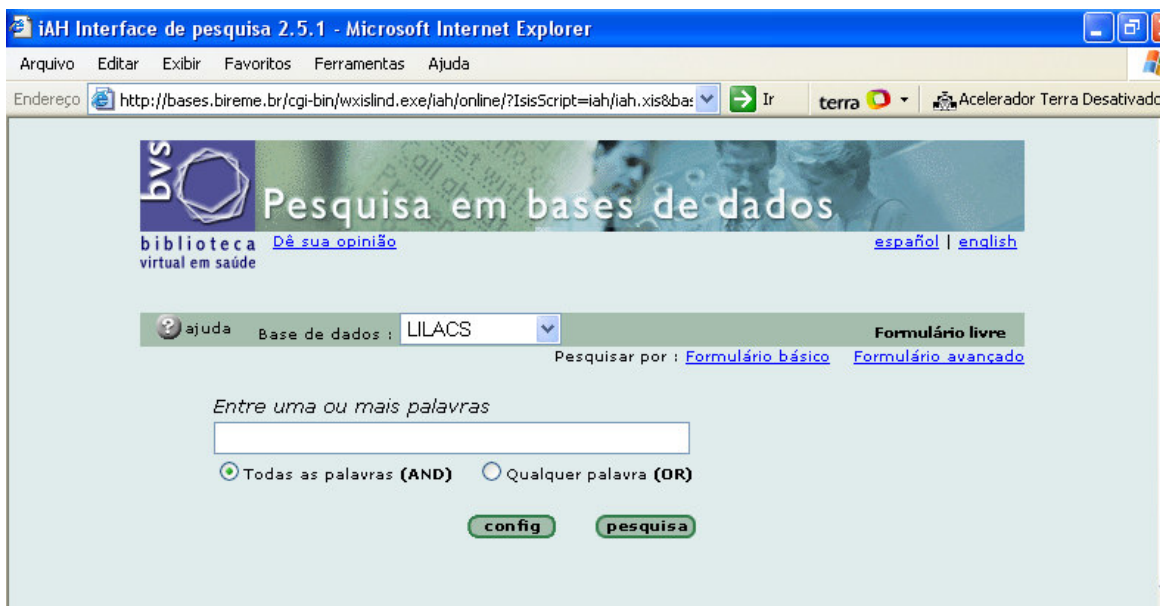 iAH Interface de pesquisa 2.5.1 - Microsoft Internet Explorer
Arquivo Editar Exibir Favoritos Ferramentas Ajuda
Endereço http://bases.bireme.br/cgi-bin/wxislind.exe/iah/online/?IsisScript=iah/iah.xis&bas Ir terra Acelerador Terra Desativado
bvs
Pesquisa em bases de dados
biblioteca Dê sua opinião español | english
virtual em saúde
ajuda Base de dados : LILACS Formulário livre
Pesquisar por : Formulário básico Formulário avançado
Entre uma ou mais palavras
Todas as palavras (AND) Qualquer palavra (OR)
config pesquisa